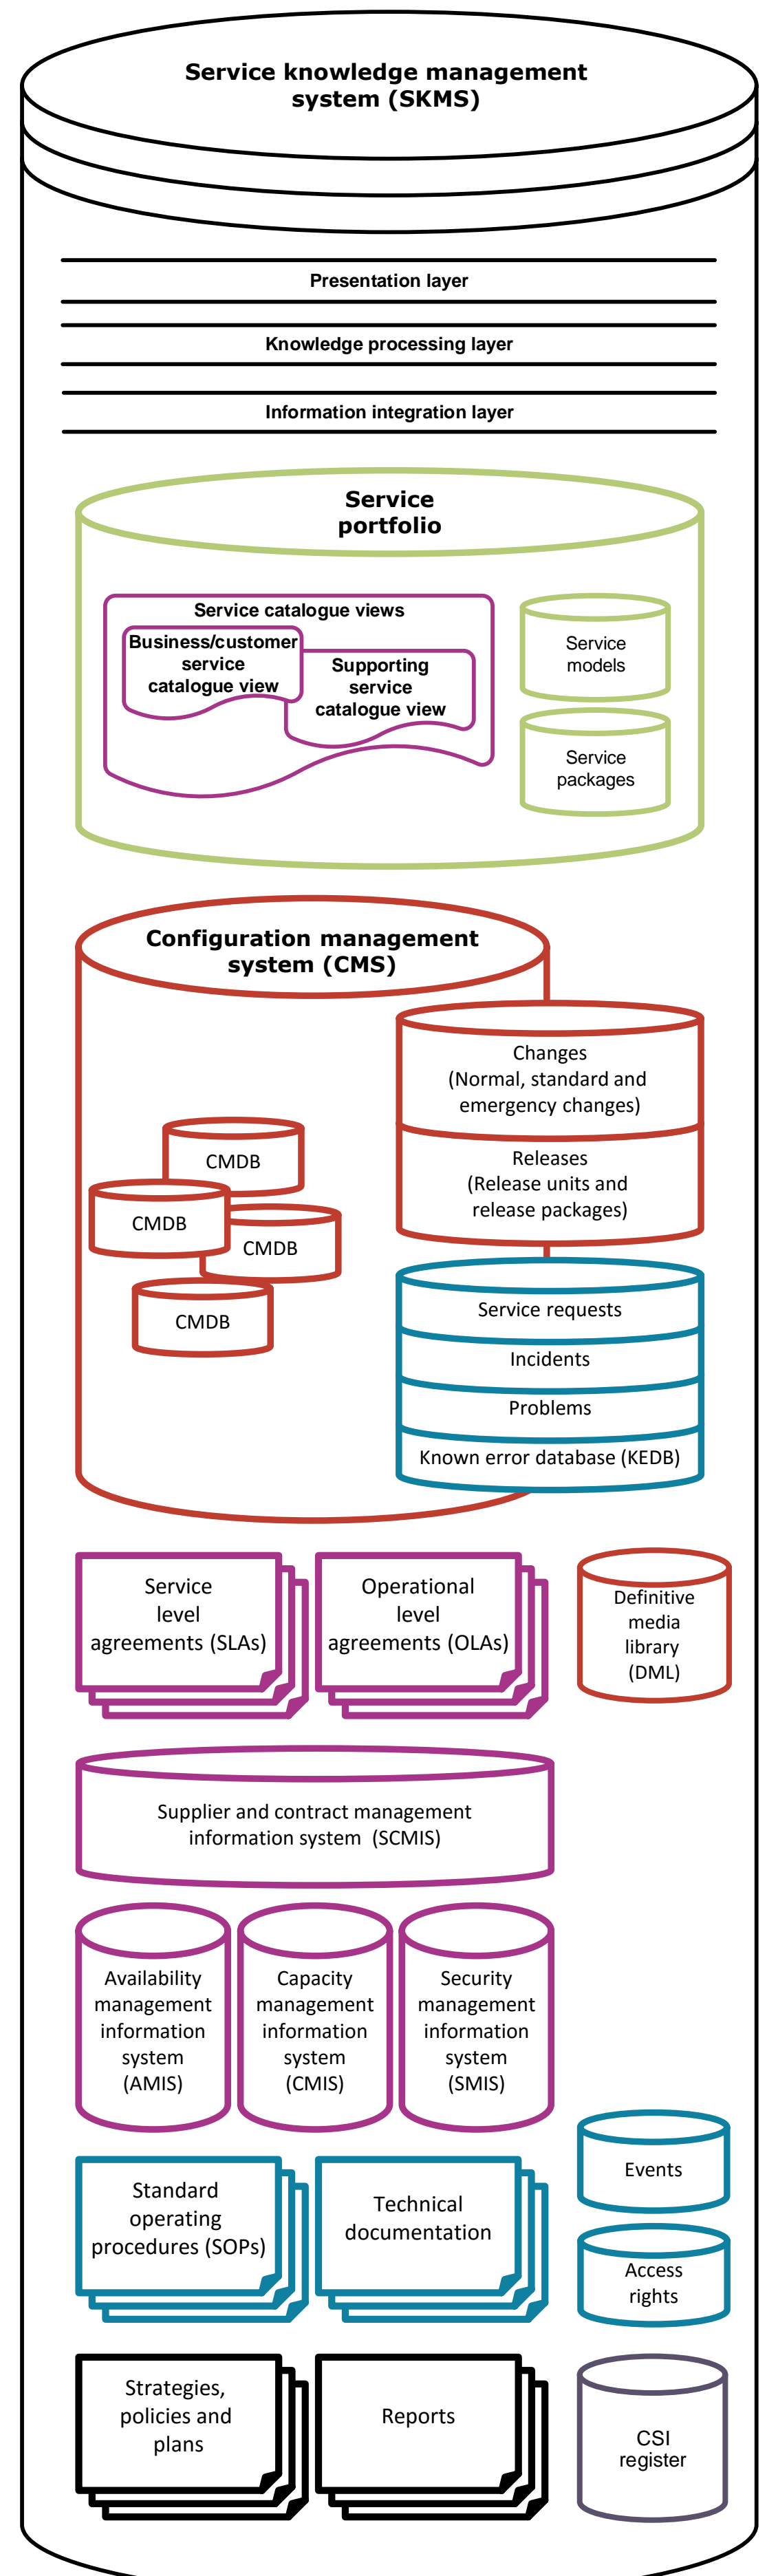 Service knowledge management
system (SKMS)
Presentation layer
Knowledge processing layer
Information integration layer
Service
portfolio
Service catalogue views
Business/customer
service
catalogue view
Supporting
service
catalogue view
Service
models
Service
packages
Configuration management
system (CMS)
Changes
(Normal, standard and
emergency changes)
Releases
(Release units and
release packages)
CMDB
CMDB
CMDB
CMDB
Service requests
Incidents
Problems
Known error database (KEDB)
Service
level
agreements (SLAs)
Operational
level
agreements (OLAs)
Definitive
media
library
(DML)
Supplier and contract management
information system (SCMIS)
Availability
management
information
system
(AMIS)
Capacity
management
information
system
(CMIS)
Security
management
information
system
(SMIS)
Events
Standard
operating
procedures (SOPs)
Technical
documentation
Access
rights
Strategies,
policies and
plans
Reports
CSI
register